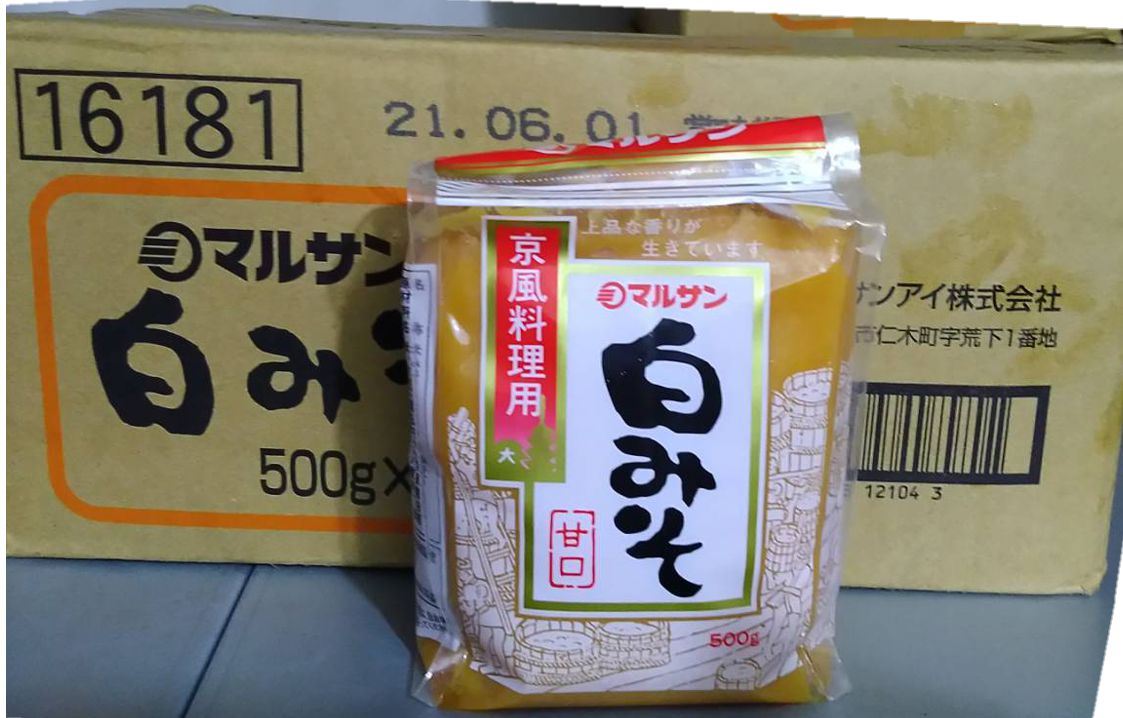 16181
21.06.01
マルサン
白み
500g×
サンアイ株式会社
市仁木町字荒下1番地
12104 3
マルサン
上品な香りが
生きています
京風料理用
大
マルサン
白みそ
甘口
500g